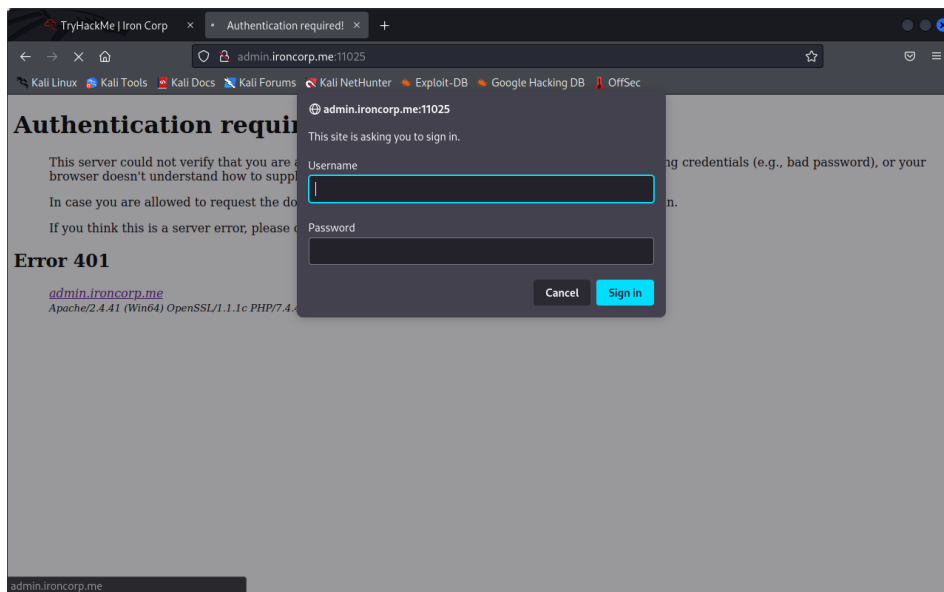 TryHackMe | Iron Corp
Authentication required!
admin.ironcorp.me:11025
Kali Linux Kali Tools Kali Docs Kali Forums Kali NetHunter Exploit-DB Google Hacking DB OffSec
admin.ironcorp.me:11025
This site is asking you to sign in.
Username
Password
Cancel Sign in
Authentication requir
This server could not verify that you are a ng credentials (e.g., bad password), or your
browser doesn't understand how to suppl
In case you are allowed to request the do n.
If you think this is a server error, please c
Error 401
admin.ironcorp.me
Apache/2.4.41 (Win64) OpenSSL/1.1.1c PHP/7.4.4
admin.ironcorp.me